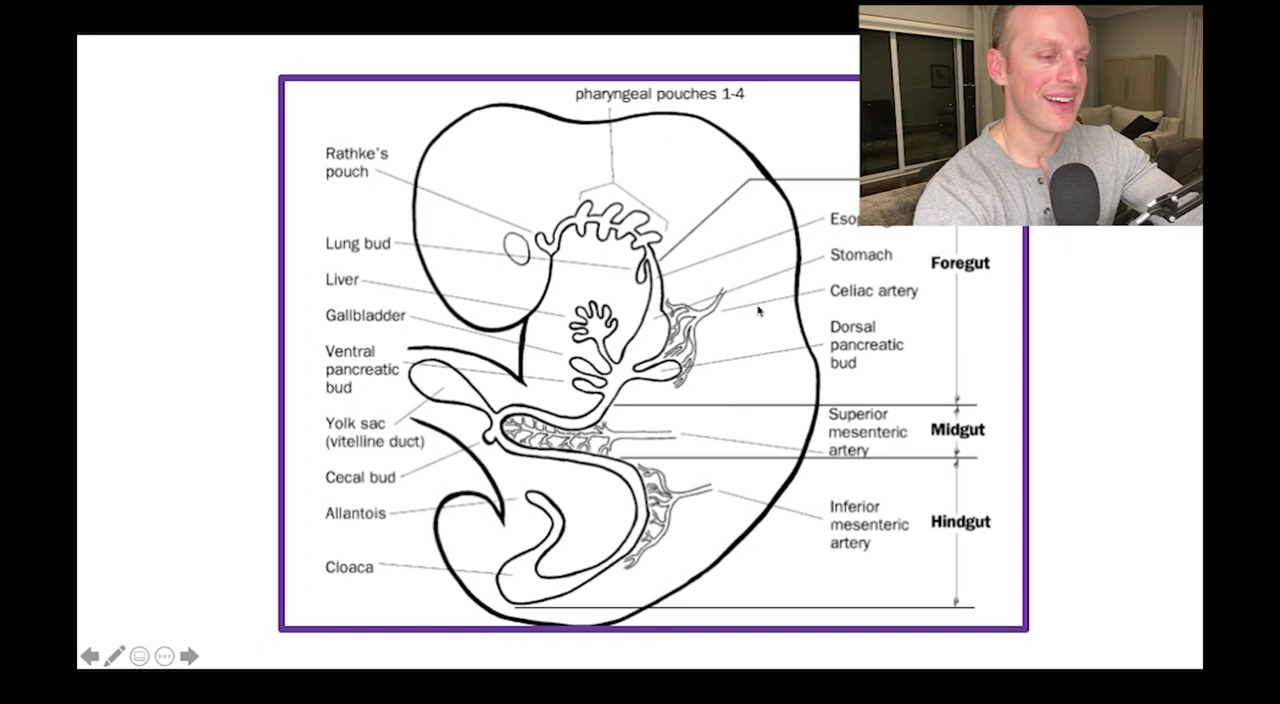 pharyngeal pouches 1-4
Rathke's
pouch
Lung bud
Liver
Gallbladder
Ventral
pancreatic
bud
Yolk sac
(vitelline duct)
Cecal bud
Allantois
Cloaca
Stomach
Celiac artery
Dorsal
pancreatic
bud
Superior
mesenteric
artery
Inferior
mesenteric
artery
Foregut
Midgut
Hindgut